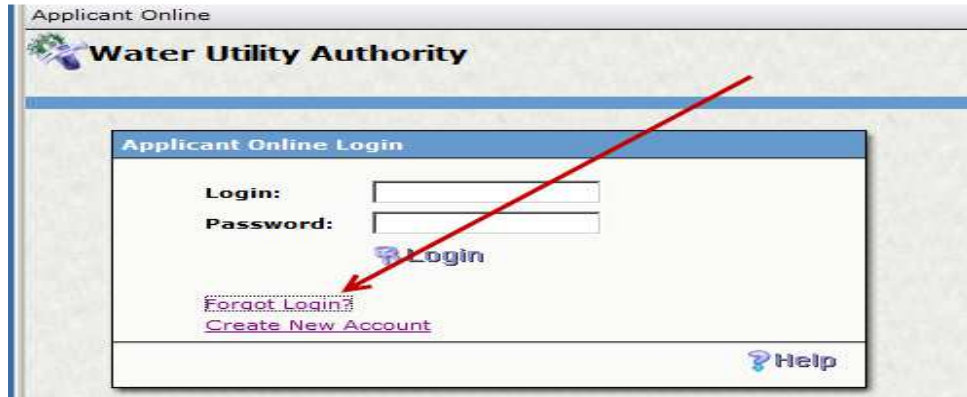 Applicant Online
Water Utility Authority
Applicant Online Login
Login:
Password:
Login
Forgot Login?
Create New Account
Help